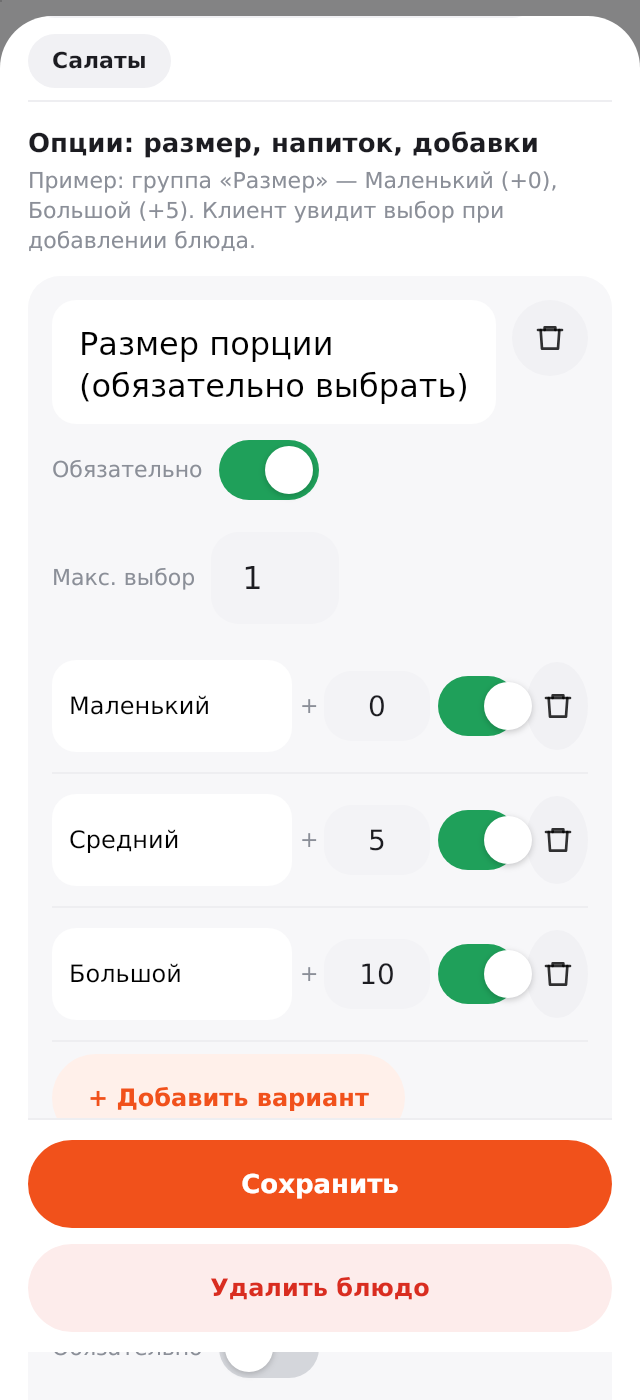 Салаты
Опции: размер, напиток, добавки
Пример: группа «Размер» — Маленький (+0),
Большой (+5). Клиент увидит выбор при
добавлении блюда.
Размер порции
(обязательно выбрать)
Обязательно
Макс. выбор 1
Маленький + 0
Средний + 5
Большой + 10
+ Добавить вариант
Сохранить
Удалить блюдо
Обязательно